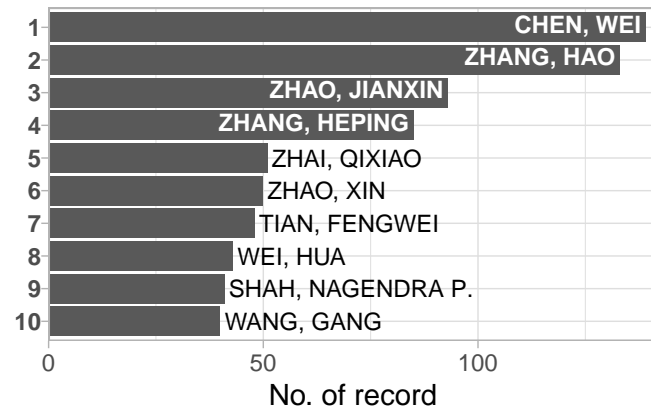 1 CHEN, WEI
2 ZHANG, HAO
3 ZHAO, JIANXIN
4 ZHANG, HEPING
5 ZHAI, QIXIAO
6 ZHAO, XIN
7 TIAN, FENGWEI
8 WEI, HUA
9 SHAH, NAGENDRA P.
10 WANG, GANG
0 50 100
No. of record